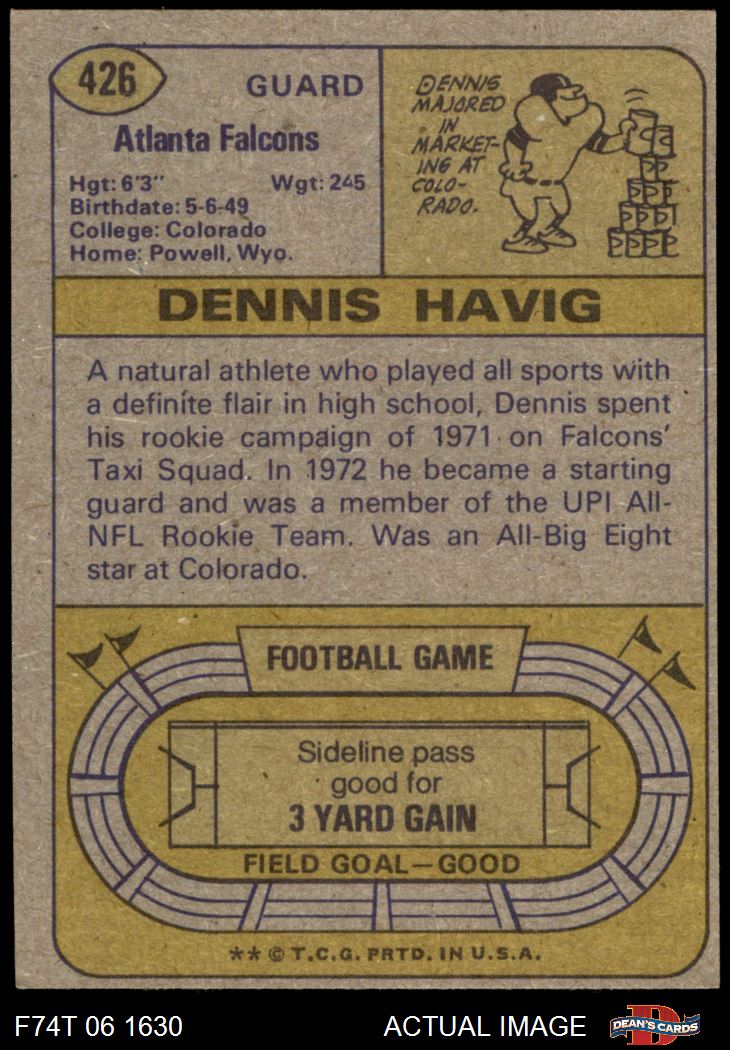 426
GUARD
Atlanta Falcons
Hgt: 6'3" Wgt: 245
Birthdate: 5-6-49
College: Colorado
Home: Powell, Wyo.
DENNIS
MAJORED
IN
MARKET-
ING AT
COLO-
RADO.
DENNIS HAVIG
A natural athlete who played all sports with
a definite flair in high school, Dennis spent
his rookie campaign of 1971 on Falcons'
Taxi Squad. In 1972 he became a starting
guard and was a member of the UPI All-
NFL Rookie Team. Was an All-Big Eight
star at Colorado.
FOOTBALL GAME
Sideline pass
good for
3 YARD GAIN
FIELD GOAL—GOOD
** © T.C.G. PRTD. IN U.S.A.
F74T 06 1630
ACTUAL IMAGE
D
DEAN'S CARDS